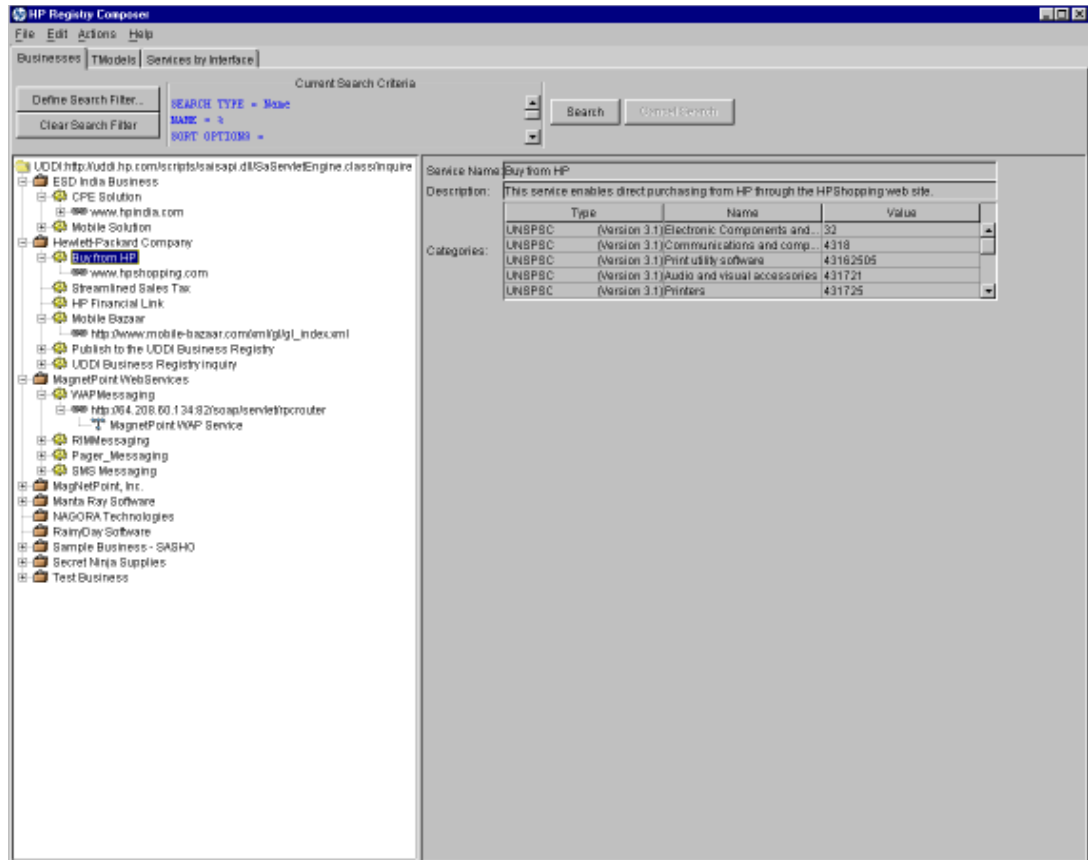 HP Registry Composer
File Edit Actions Help
Businesses TModels Services by Interface
Current Search Criteria
Define Search Filter...
Clear Search Filter
SEARCH TYPE = Name
NAME = %
SORT OPTIONS =
Search
Cancel Search
UDDI:http://uddi.hp.com/scripts/saisapi.dll/SaServletEngine.class/inquire
ESD India Business
CPE Solution
www.hpindia.com
Mobile Solution
Hewlett-Packard Company
Buy from HP
www.hpshopping.com
Streamlined Sales Tax
HP Financial Link
Mobile Bazaar
http://www.mobile-bazaar.com/xml/gl/gl_index.xml
Publish to the UDDI Business Registry
UDDI Business Registry inquiry
MagnetPoint WebServices
WAPMessaging
http://64.208.60.134:82/soap/servlet/rpcrouter
MagnetPoint WAP Service
RIMMessaging
Pager_Messaging
SMS Messaging
MagNetPoint, Inc.
Manta Ray Software
NAGORA Technologies
RainyDay Software
Sample Business - SASHO
Secret Ninja Supplies
Test Business
Service Name: Buy from HP
Description: This service enables direct purchasing from HP through the HPShopping web site.
Categories:
Type Name Value
UNSPSC (Version 3.1) Electronic Components and... 32
UNSPSC (Version 3.1) Communications and comp... 4318
UNSPSC (Version 3.1) Print utility software 43162505
UNSPSC (Version 3.1) Audio and visual accessories 431721
UNSPSC (Version 3.1) Printers 431725